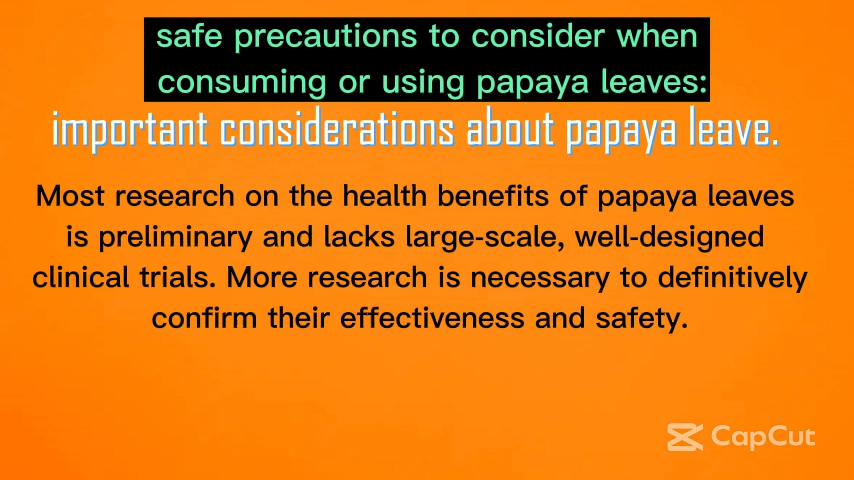 safe precautions to consider when
consuming or using papaya leaves:
important considerations about papaya leave.
Most research on the health benefits of papaya leaves
is preliminary and lacks large-scale, well-designed
clinical trials. More research is necessary to definitively
confirm their effectiveness and safety.
CapCut